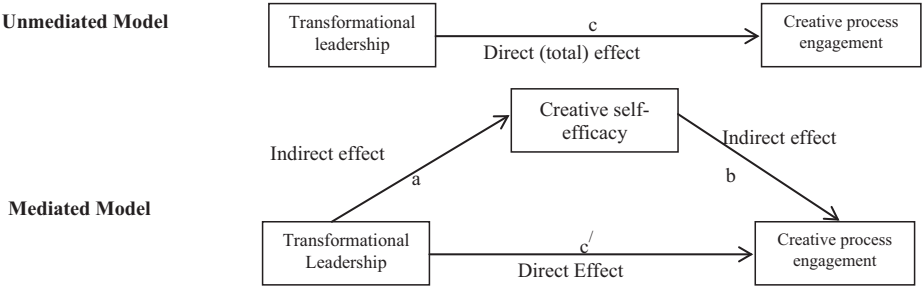 Unmediated Model
Transformational
leadership
c
Direct (total) effect
Creative process
engagement
Creative self-
efficacy
Indirect effect
a
Indirect effect
b
Mediated Model
Transformational
Leadership
c/
Direct Effect
Creative process
engagement